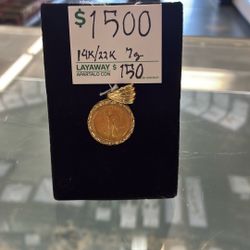 $1500
14K/22K 7g
LAYAWAY $ 150
APARTALO CON